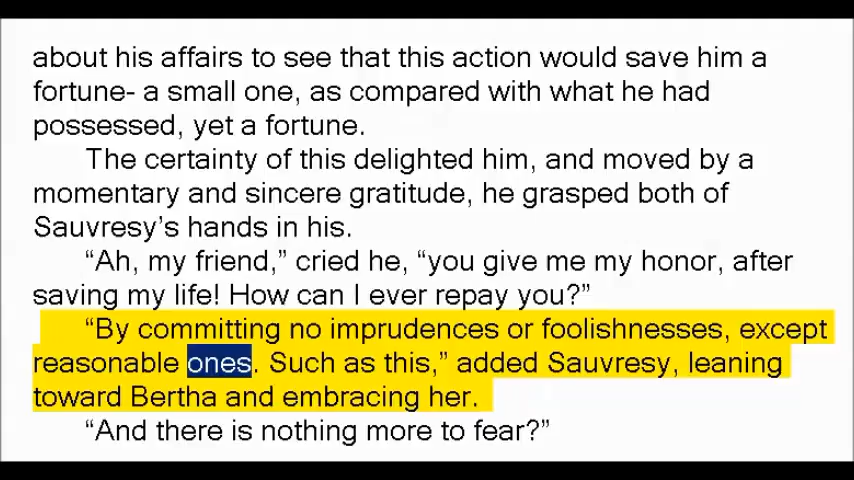 about his affairs to see that this action would save him a
fortune- a small one, as compared with what he had
possessed, yet a fortune.
The certainty of this delighted him, and moved by a
momentary and sincere gratitude, he grasped both of
Sauvresy’s hands in his.
“Ah, my friend,” cried he, “you give me my honor, after
saving my life! How can I ever repay you?”
“By committing no imprudences or foolishnesses, except
reasonable ones. Such as this,” added Sauvresy, leaning
toward Bertha and embracing her.
“And there is nothing more to fear?”